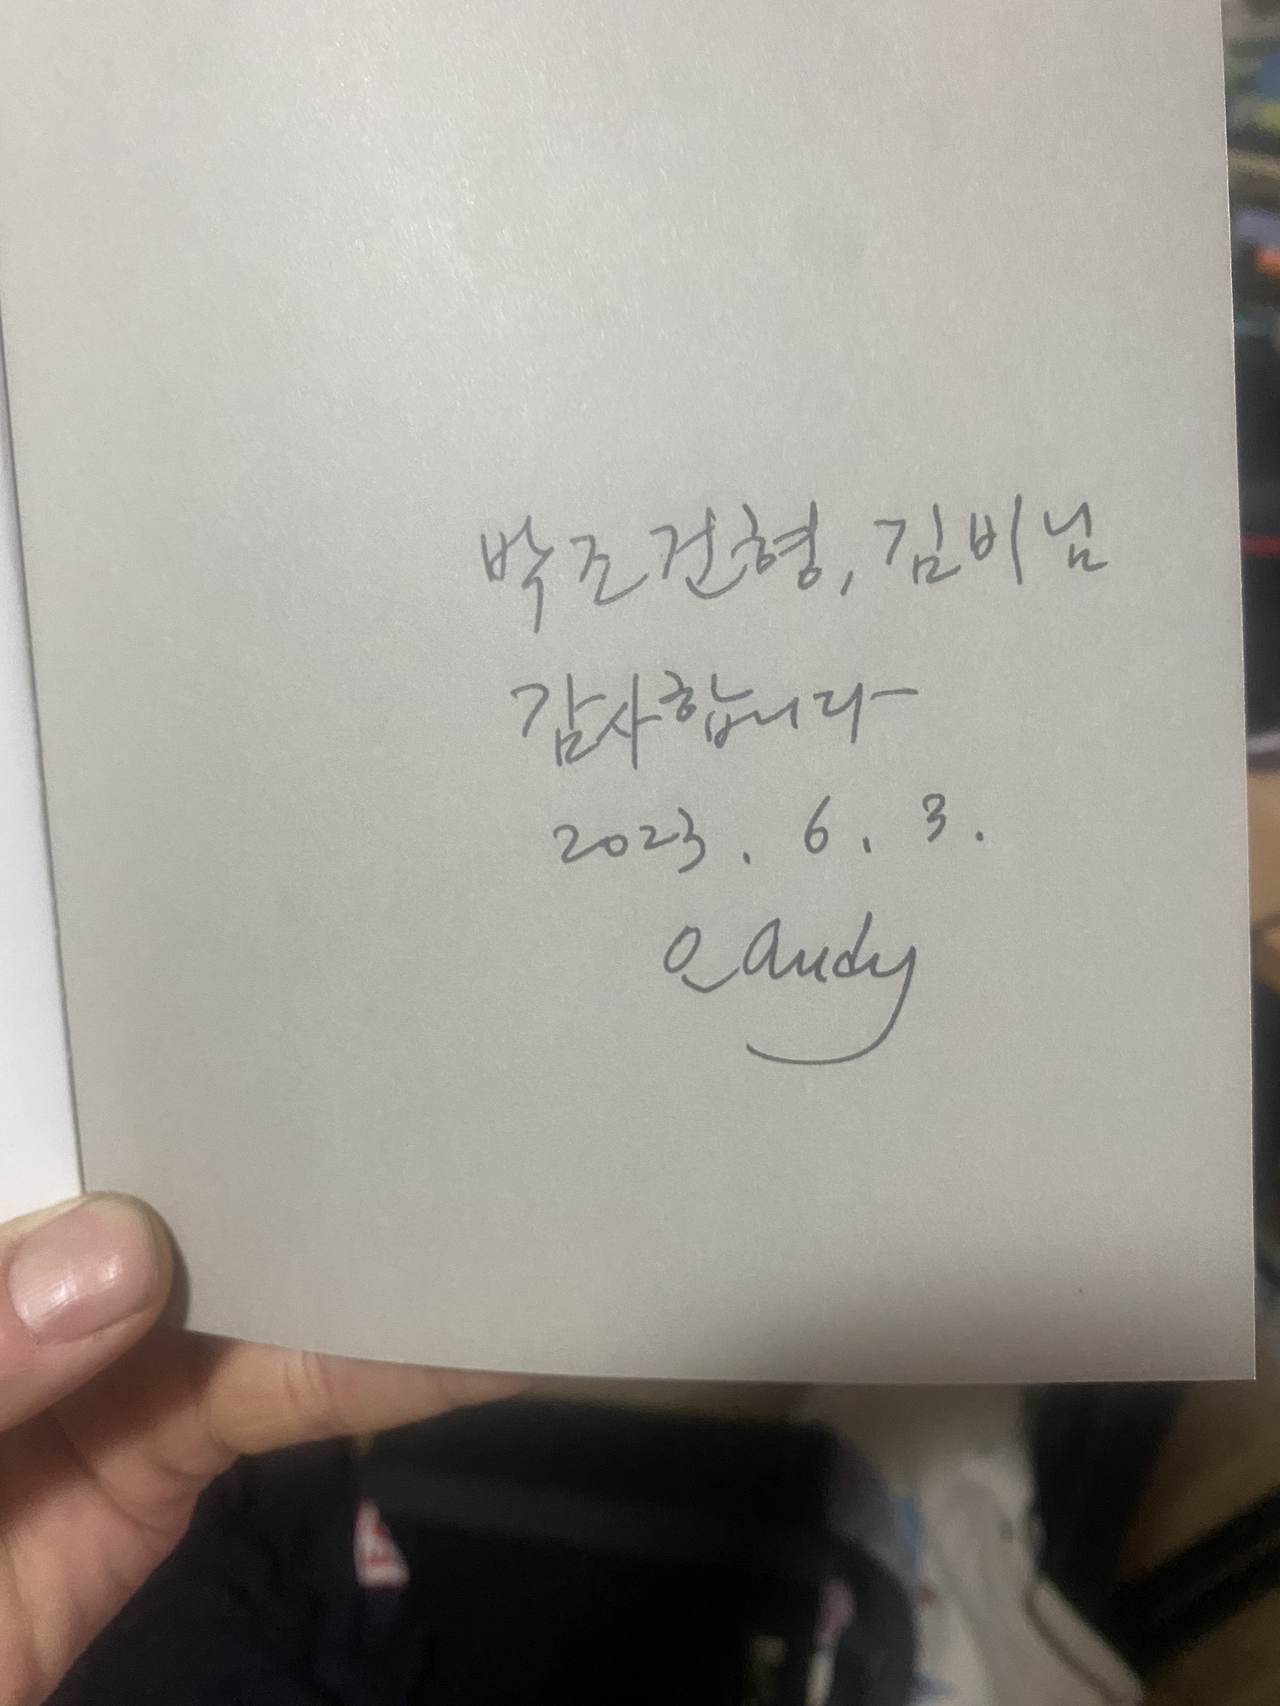 박조건형, 김비님
감사합니다-
2023. 6. 3.
andy